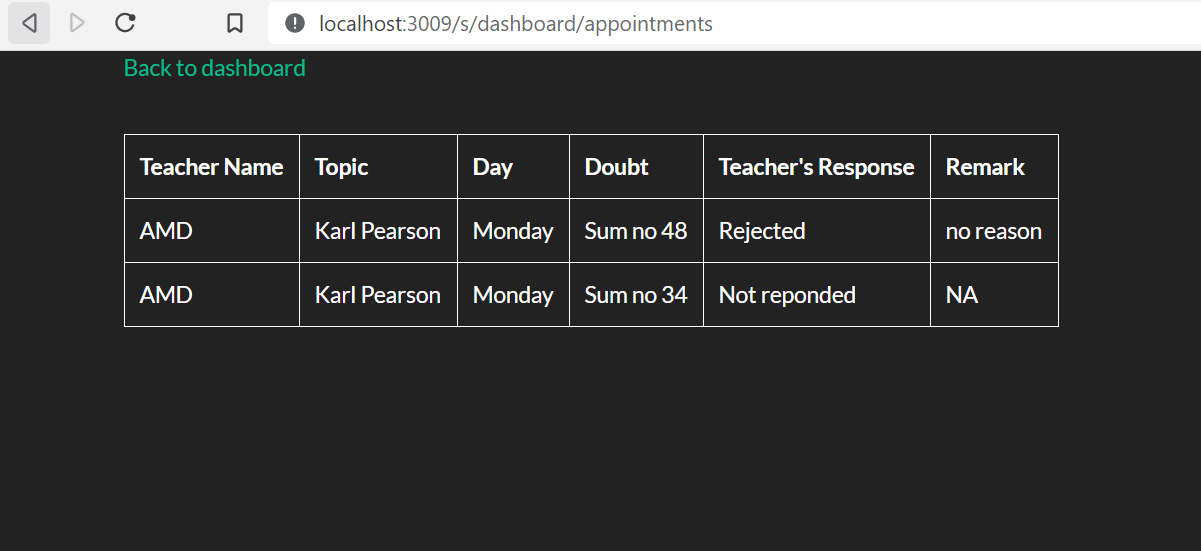 localhost:3009/s/dashboard/appointments
Back to dashboard
Teacher Name Topic Day Doubt Teacher's Response Remark
AMD Karl Pearson Monday Sum no 48 Rejected no reason
AMD Karl Pearson Monday Sum no 34 Not reponded NA